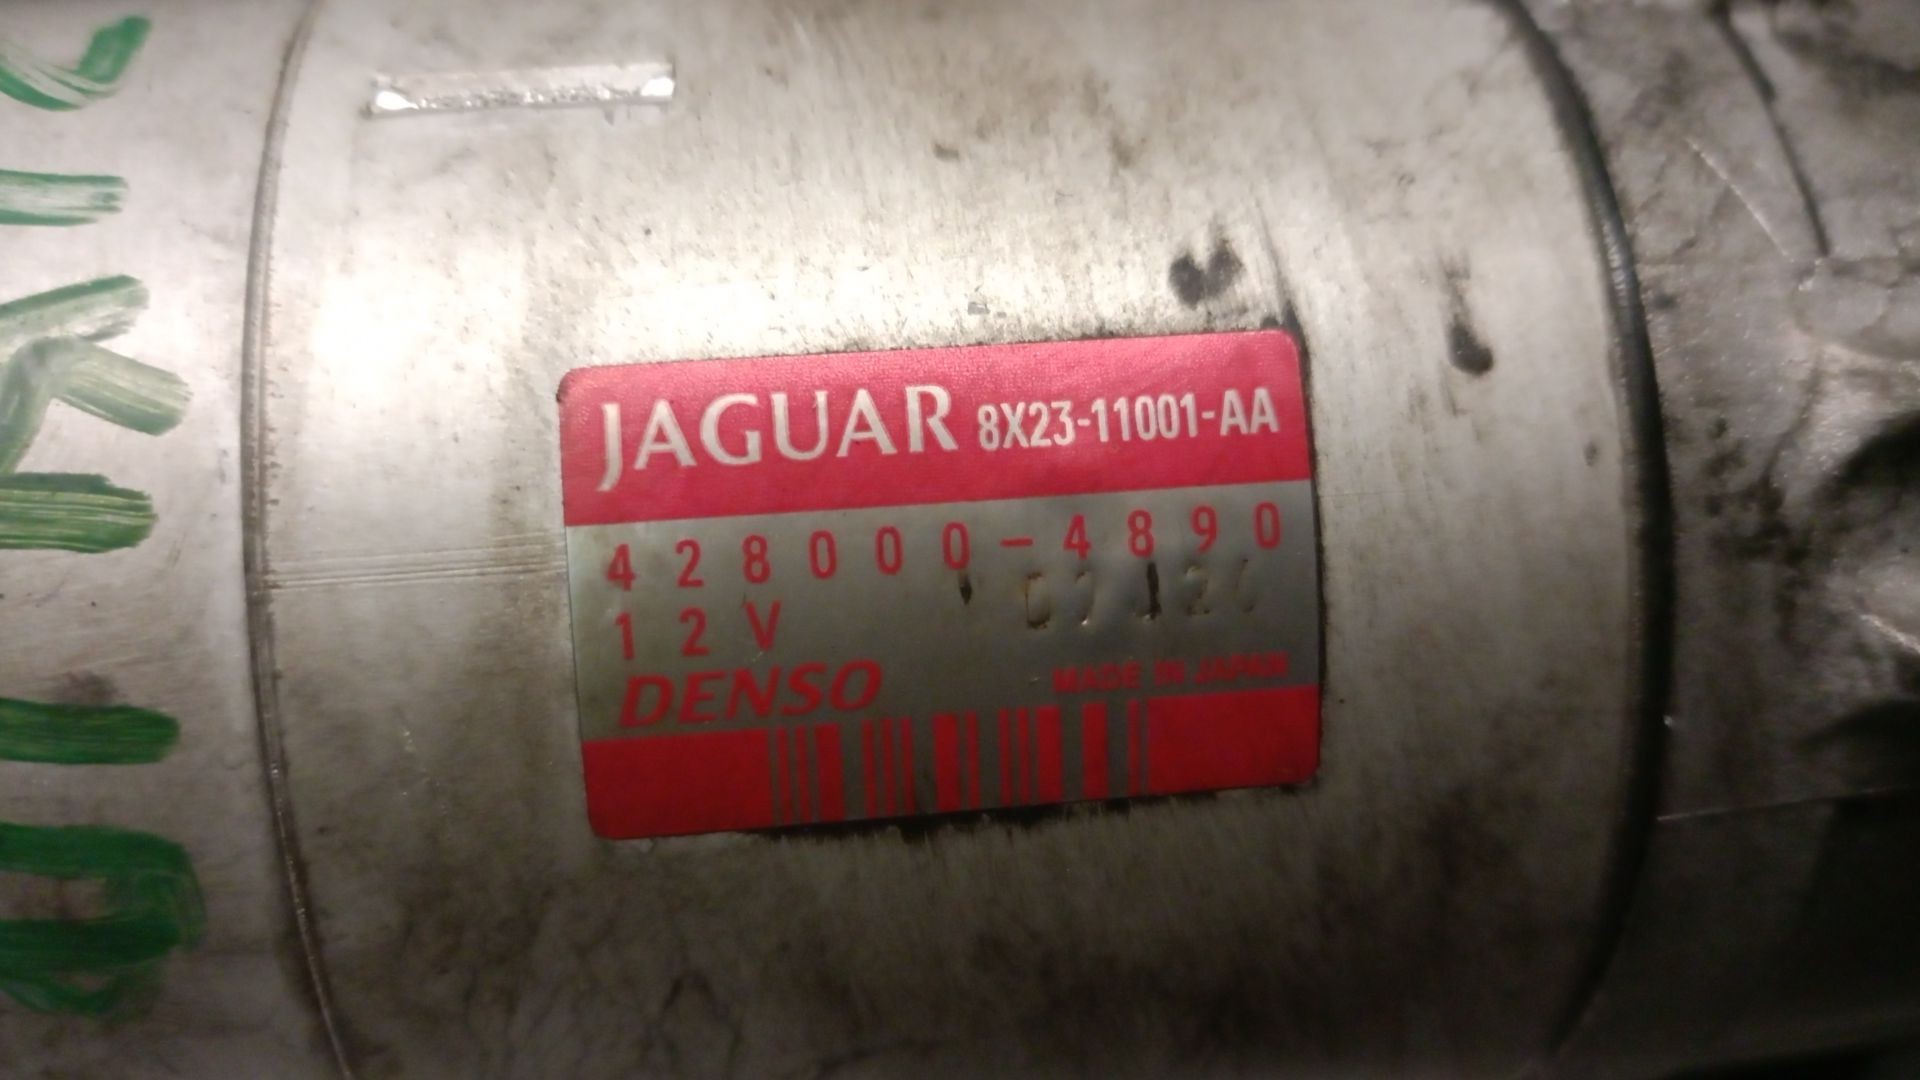 JAGUAR 8X23-11001-AA
428000-4890
12V
DENSO MADE IN JAPAN